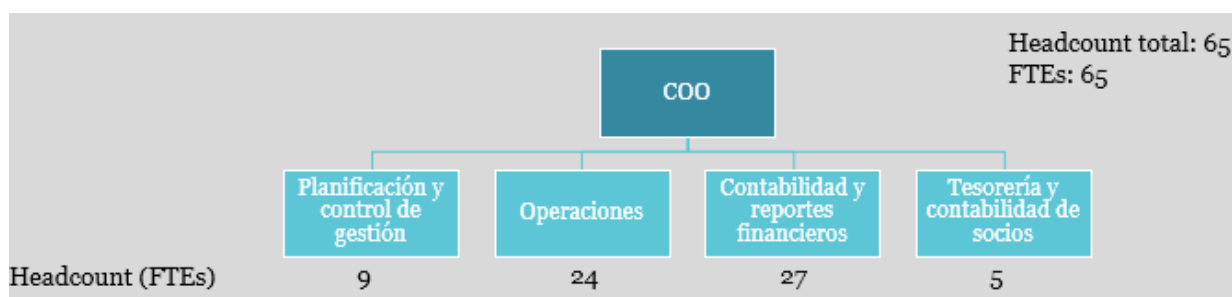 Headcount total: 65
FTEs: 65
COO
Planificación y
control de
gestión
Operaciones
Contabilidad y
reportes
financieros
Tesorería y
contabilidad de
socios
Headcount (FTEs) 9 24 27 5